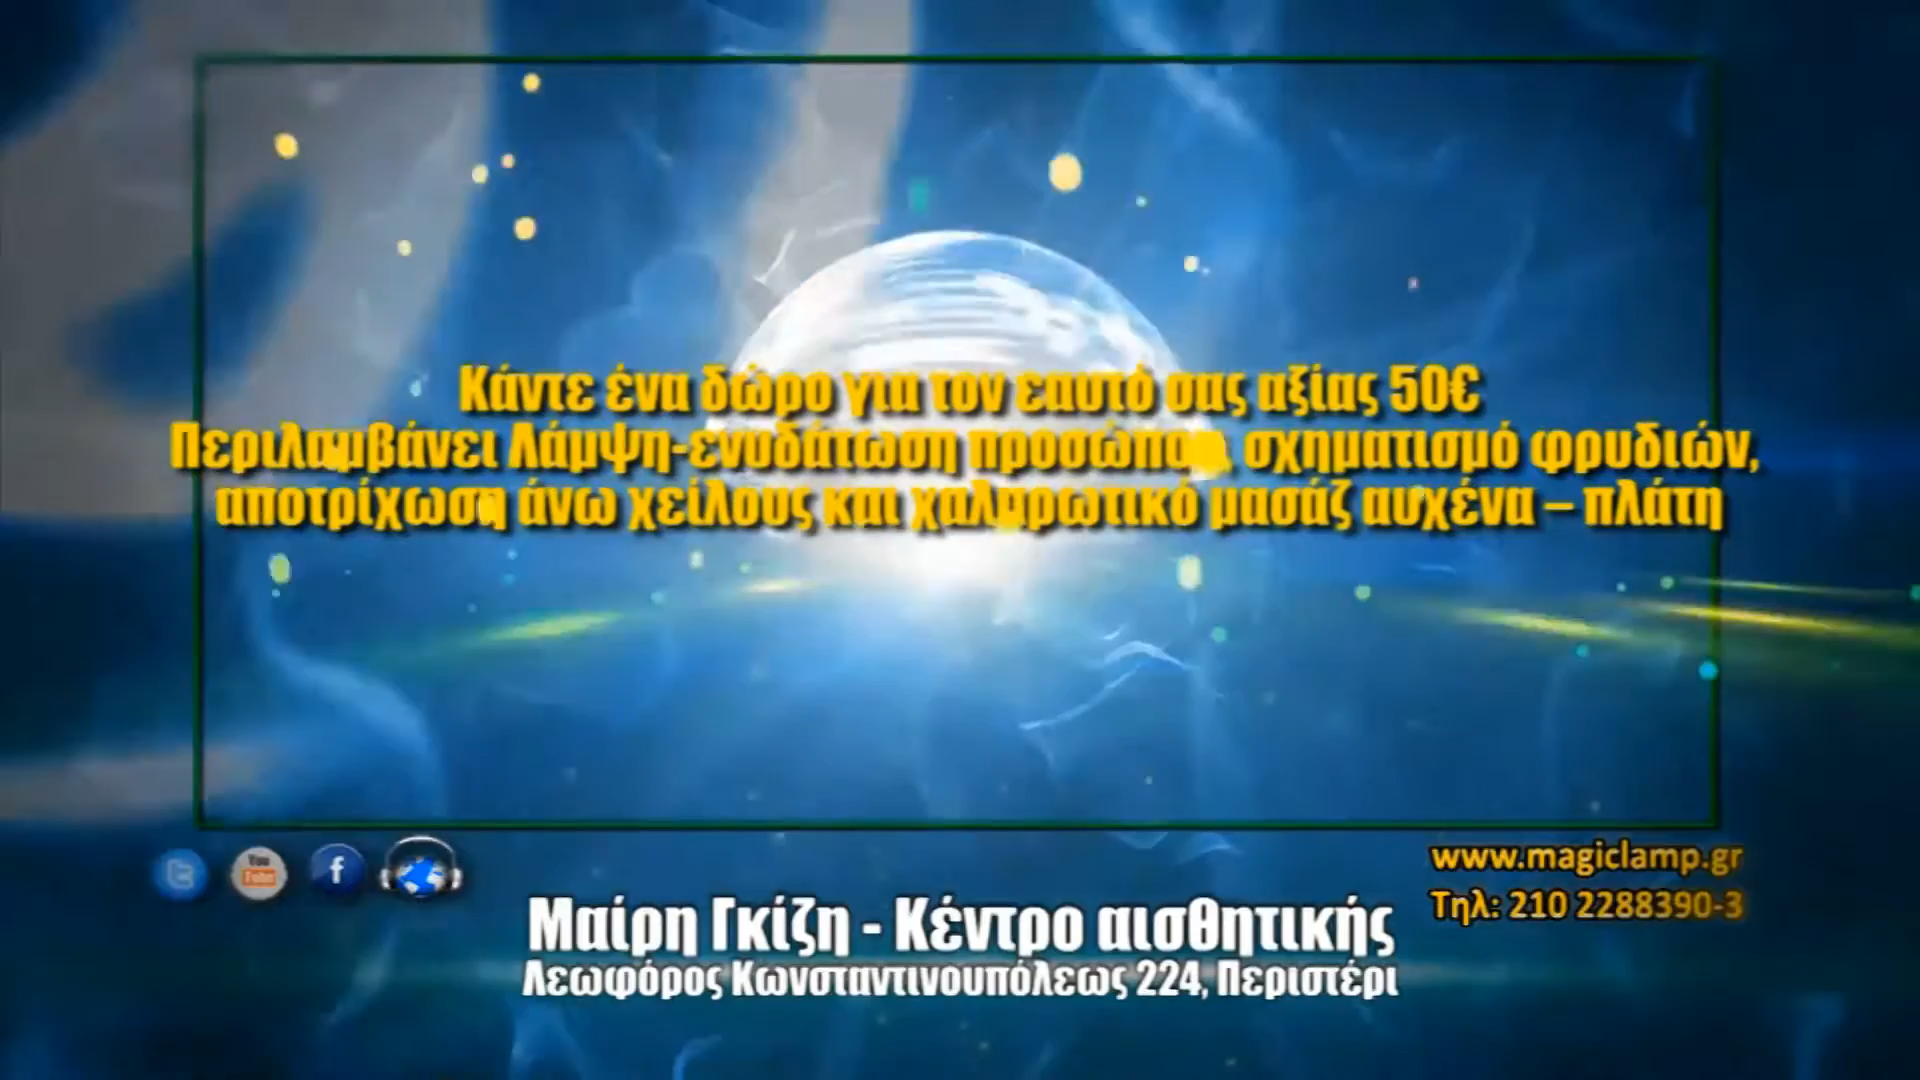 Κάντε ένα δώρο για τον εαυτό σας αξίας 50€
Περιλαμβάνει Λάμψη-ενυδάτωση προσώπου, σχηματισμό φρυδιών,
αποτρίχωση άνω χείλους και χαλαρωτικό μασάζ αυχένα – πλάτη
You
Tube
f
www.magiclamp.gr
Τηλ: 210 2288390-3
Μαίρη Γκίζη - Κέντρο αισθητικής
Λεωφόρος Κωνσταντινουπόλεως 224, Περιστέρι